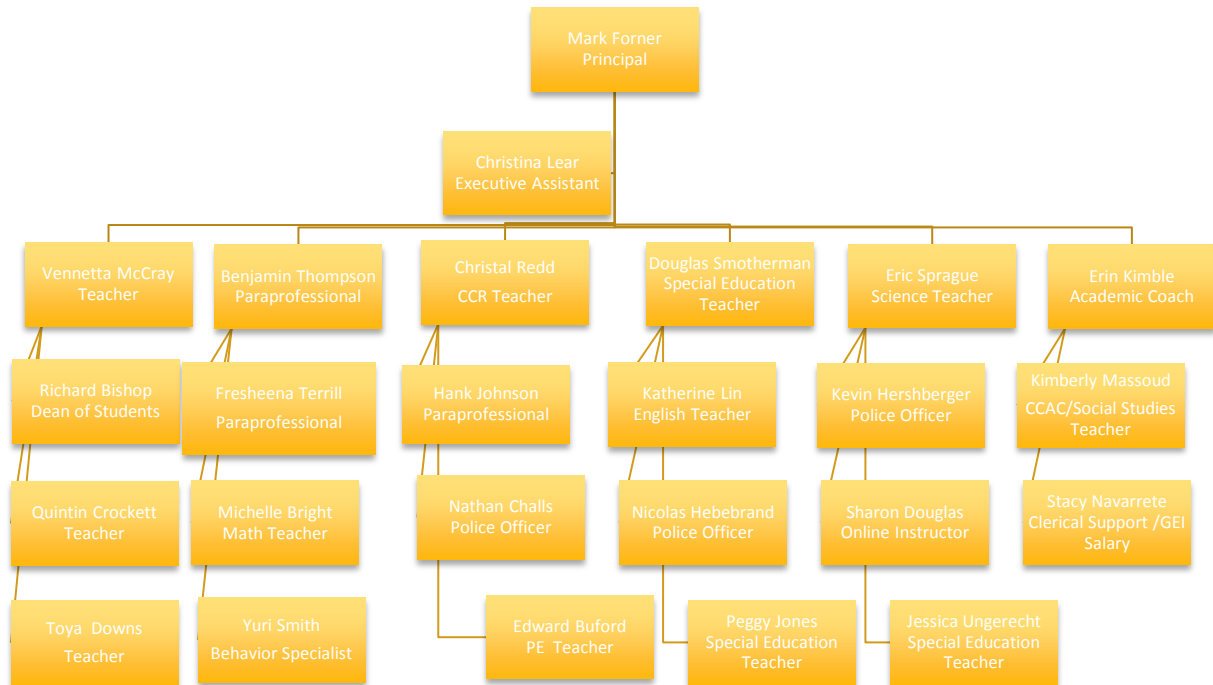 Mark Forner
Principal
Christina Lear
Executive Assistant
Vennetta McCray
Teacher
Benjamin Thompson
Paraprofessional
Christal Redd
CCR Teacher
Douglas Smotherman
Special Education
Teacher
Eric Sprague
Science Teacher
Erin Kimble
Academic Coach
Richard Bishop
Dean of Students
Fresheena Terrill
Paraprofessional
Hank Johnson
Paraprofessional
Katherine Lin
English Teacher
Kevin Hershberger
Police Officer
Kimberly Massoud
CCAC/Social Studies
Teacher
Quintin Crockett
Teacher
Michelle Bright
Math Teacher
Nathan Challs
Police Officer
Nicolas Hebebrand
Police Officer
Sharon Douglas
Online Instructor
Stacy Navarrete
Clerical Support /GEI
Salary
Toya Downs
Teacher
Yuri Smith
Behavior Specialist
Edward Buford
PE Teacher
Peggy Jones
Special Education
Teacher
Jessica Ungerecht
Special Education
Teacher